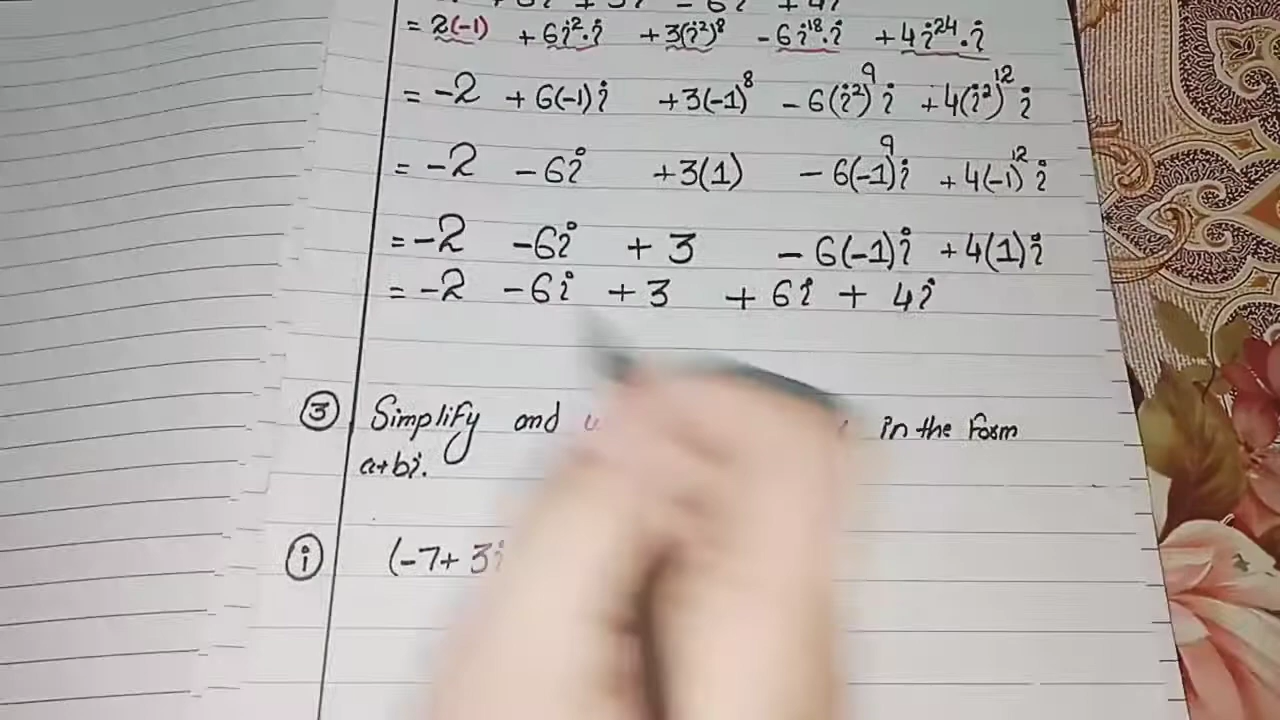 = 2(-1) + 6i².i + 3(i²)⁸ - 6i¹⁸.i + 4i²⁴.i
= -2 + 6(-1)i + 3(-1)⁸ - 6(i²)⁹i + 4(i²)¹²i
= -2 - 6i + 3(1) - 6(-1)⁹i + 4(-1)¹²i
= -2 - 6i + 3 - 6(-1)i + 4(1)i
= -2 - 6i + 3 + 6i + 4i
③ Simplify and in the form
a+bi.
ⓘ (-7+ 3i